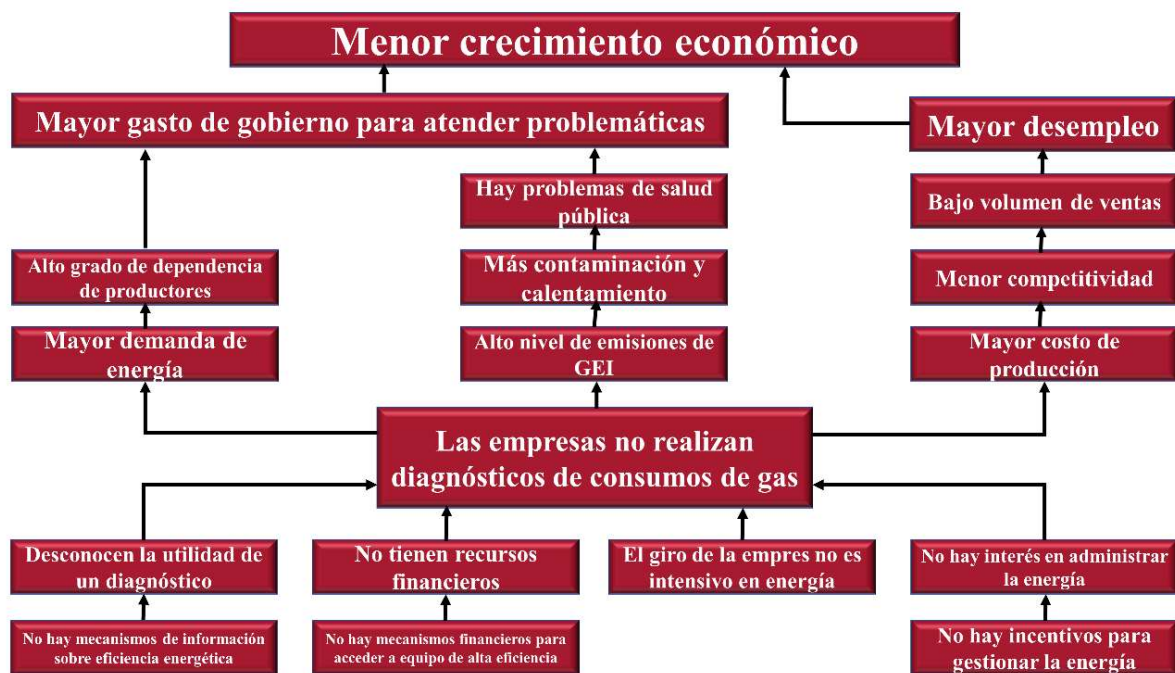 Menor crecimiento económico
Mayor gasto de gobierno para atender problemáticas
Mayor desempleo
Hay problemas de salud
pública
Bajo volumen de ventas
Alto grado de dependencia
de productores
Más contaminación y
calentamiento
Menor competitividad
Mayor demanda de
energía
Alto nivel de emisiones de
GEI
Mayor costo de
producción
Las empresas no realizan
diagnósticos de consumos de gas
Desconocen la utilidad de
un diagnóstico
No tienen recursos
financieros
El giro de la empres no es
intensivo en energía
No hay interés en administrar
la energía
No hay mecanismos de información
sobre eficiencia energética
No hay mecanismos financieros para
acceder a equipo de alta eficiencia
No hay incentivos para
gestionar la energía